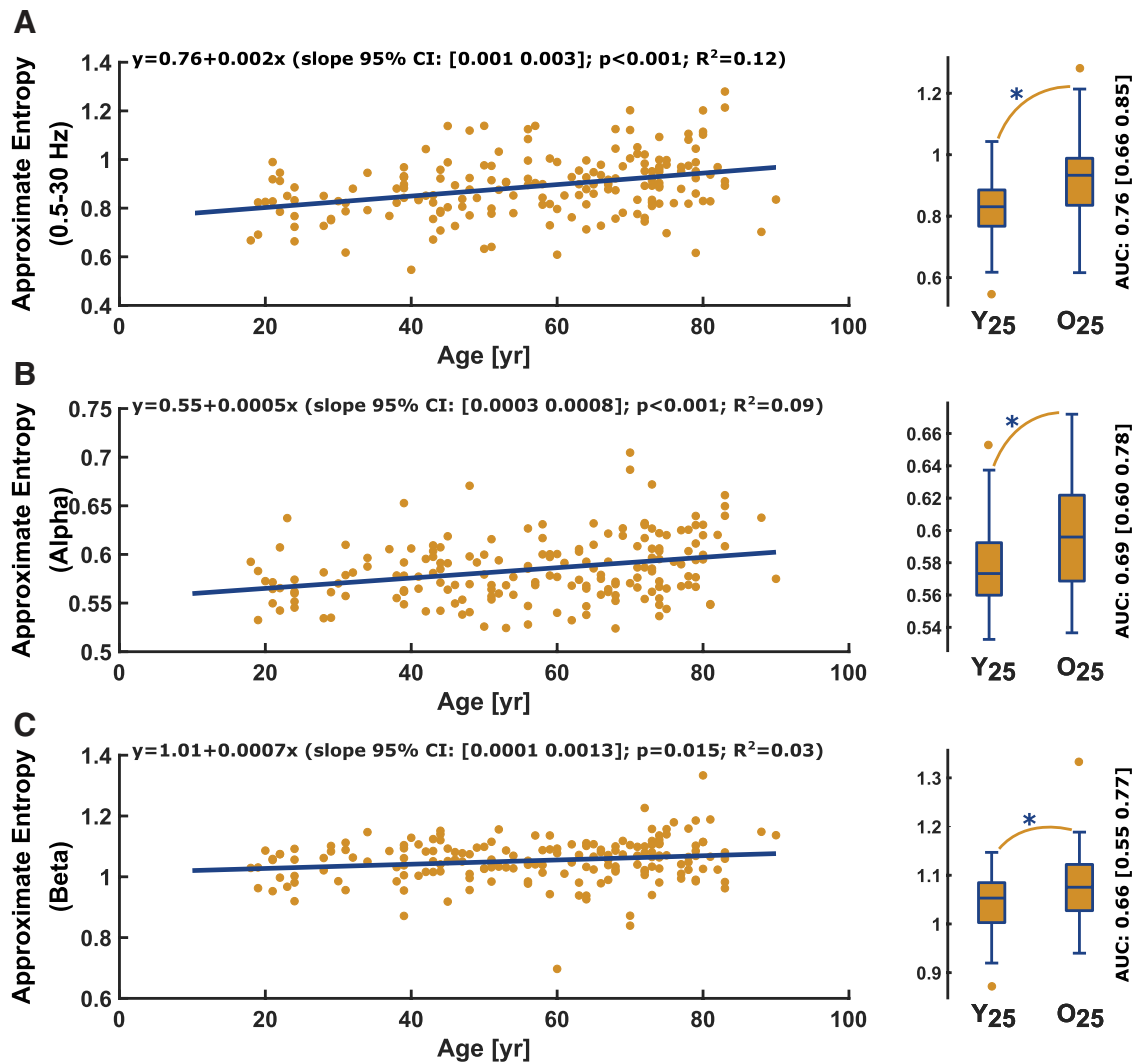 A
y=0.76+0.002x (slope 95% CI: [0.001 0.003]; p<0.001; R²=0.12)
Approximate Entropy
(0.5-30 Hz)
1.4
1.2
1
0.8
0.6
0.4
0 20 40 60 80 100
Age [yr]
1.2
1
0.8
0.6
*
Y25 O25
AUC: 0.76 [0.66 0.85]
B
y=0.55+0.0005x (slope 95% CI: [0.0003 0.0008]; p<0.001; R²=0.09)
Approximate Entropy
(Alpha)
0.75
0.7
0.65
0.6
0.55
0.5
0 20 40 60 80 100
Age [yr]
0.66
0.64
0.62
0.6
0.58
0.56
0.54
*
Y25 O25
AUC: 0.69 [0.60 0.78]
C
y=1.01+0.0007x (slope 95% CI: [0.0001 0.0013]; p=0.015; R²=0.03)
Approximate Entropy
(Beta)
1.4
1.2
1
0.8
0.6
0 20 40 60 80 100
Age [yr]
1.3
1.2
1.1
1
0.9
*
Y25 O25
AUC: 0.66 [0.55 0.77]